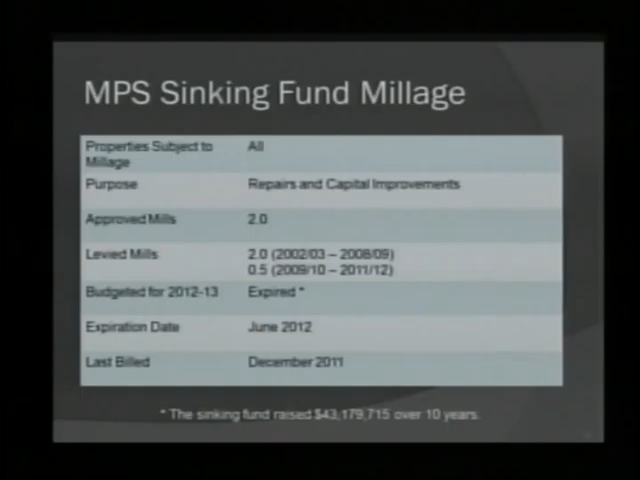 MPS Sinking Fund Millage
Properties Subject to Millage All
Purpose Repairs and Capital Improvements
Approved Mills 2.0
Levied Mills 2.0 (2002/03 – 2008/09)
0.5 (2009/10 – 2011/12)
Budgeted for 2012-13 Expired *
Expiration Date June 2012
Last Billed December 2011
* The sinking fund raised $43,179,715 over 10 years.